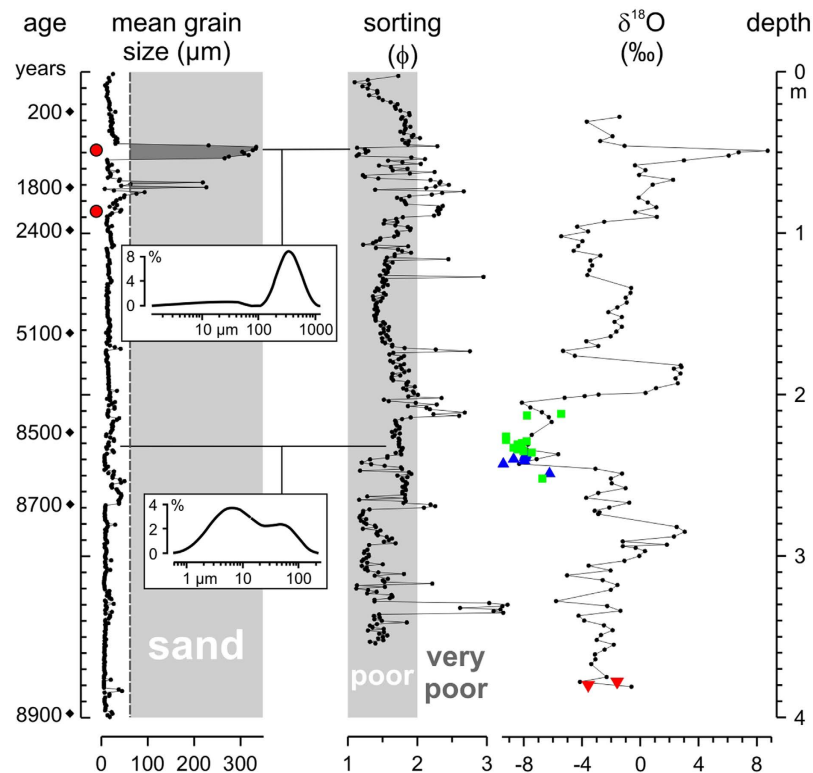 age mean grain sorting δ¹⁸O depth
years size (µm) (ϕ) (‰)
0
m
200
1800
2400
5100
8500
8700
8900
1
2
3
4
8 %
4
0
10 µm 100 1000
4 %
2
0
1 µm 10 100
sand
poor
very
poor
0 100 200 300
1 2 3
-8 -4 0 4 8